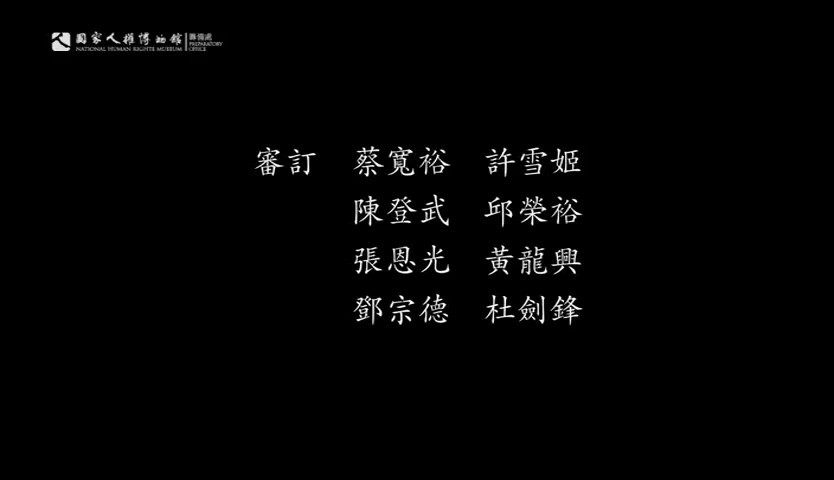 國家人權博物館 籌備處
NATIONAL HUMAN RIGHTS MUSEUM PREPARATORY OFFICE
審訂 蔡寬裕 許雪姬
陳登武 邱榮裕
張恩光 黃龍興
鄧宗德 杜劍鋒